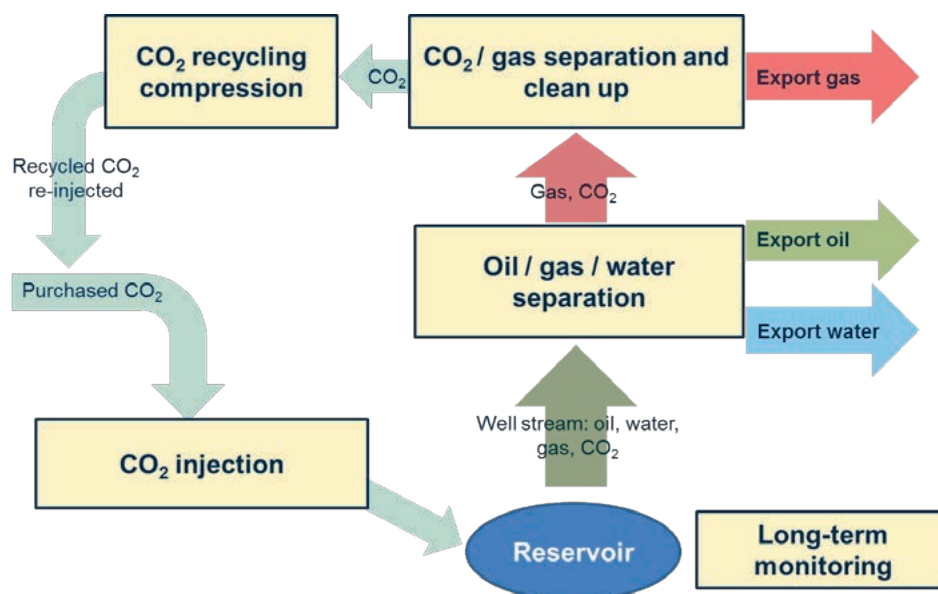 CO₂ recycling
compression
CO₂
CO₂ / gas separation and
clean up
Export gas
Recycled CO₂
re-injected
Gas, CO₂
Purchased CO₂
Oil / gas / water
separation
Export oil
Export water
Well stream: oil, water,
gas, CO₂
CO₂ injection
Reservoir
Long-term
monitoring